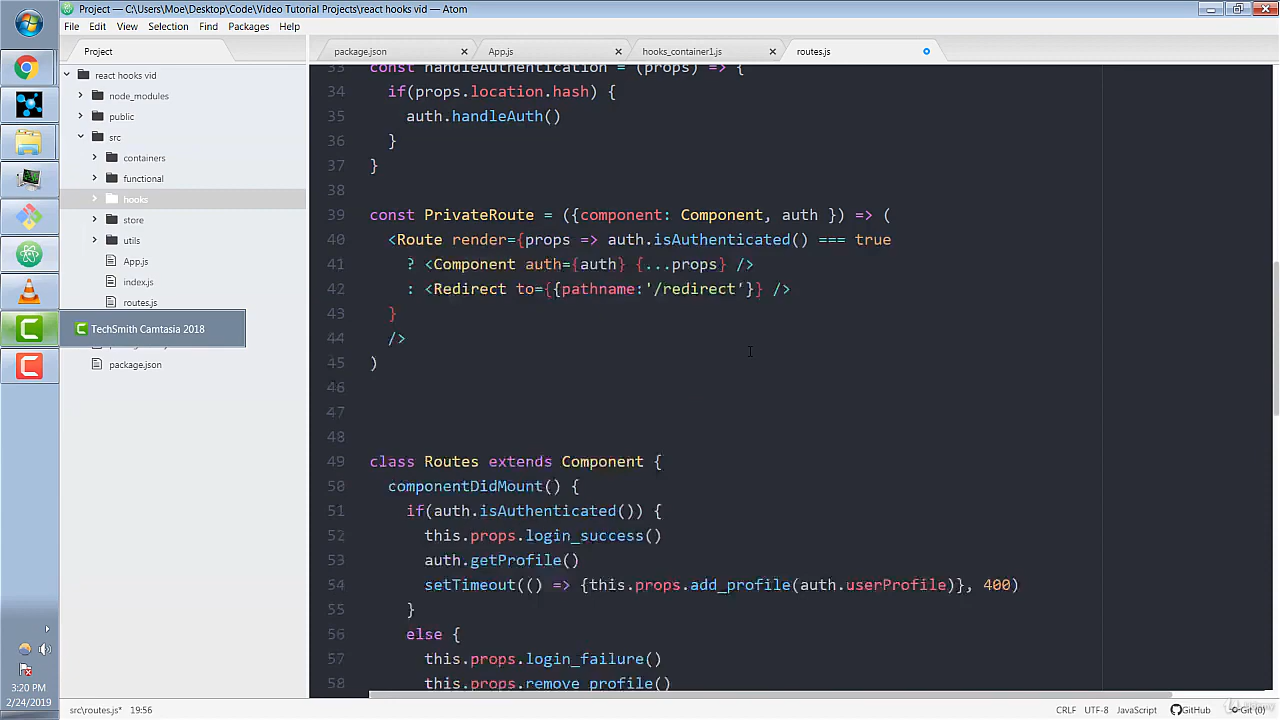 Project — C:\Users\Moe\Desktop\Code\Video Tutorial Projects\react hooks vid — Atom
File Edit View Selection Find Packages Help
Project
package.json
App.js
hooks_container1.js
routes.js
react hooks vid
node_modules
public
src
containers
functional
hooks
store
utils
App.js
index.js
routes.js
TechSmith Camtasia 2018
package.json
33 const handleAuthentication = (props) => {
34 if(props.location.hash) {
35 auth.handleAuth()
36 }
37 }
38
39 const PrivateRoute = ({component: Component, auth }) => (
40 <Route render={props => auth.isAuthenticated() === true
41 ? <Component auth={auth} {...props} />
42 : <Redirect to={{pathname:'/redirect'}} />
43 }
44 />
45 )
46
47
48
49 class Routes extends Component {
50 componentDidMount() {
51 if(auth.isAuthenticated()) {
52 this.props.login_success()
53 auth.getProfile()
54 setTimeout(() => {this.props.add_profile(auth.userProfile)}, 400)
55 }
56 else {
57 this.props.login_failure()
58 this.props.remove_profile()
3:20 PM
2/24/2019
src\routes.js* 19:56
CRLF UTF-8 JavaScript GitHub Git (0)